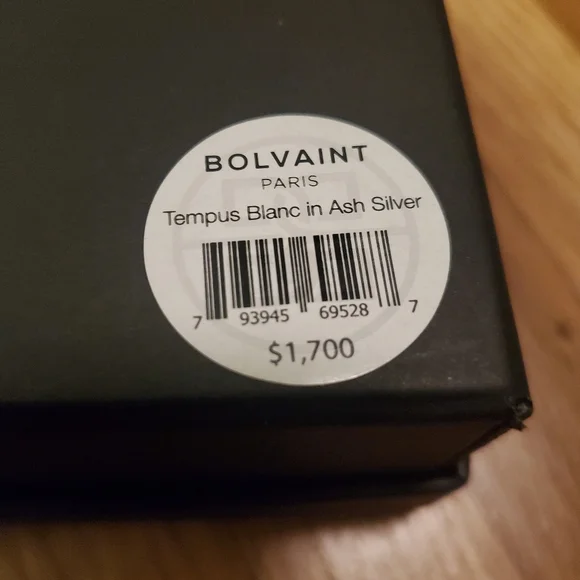 BOLVAINT
PARIS
Tempus Blanc in Ash Silver
7 93945 69528 7
$1,700